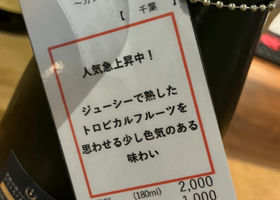 【 千葉 】
人気急上昇中！
ジューシーで熟した
トロピカルフルーツを
思わせる少し色気のある
味わい
(180ml) 2,000
1,000